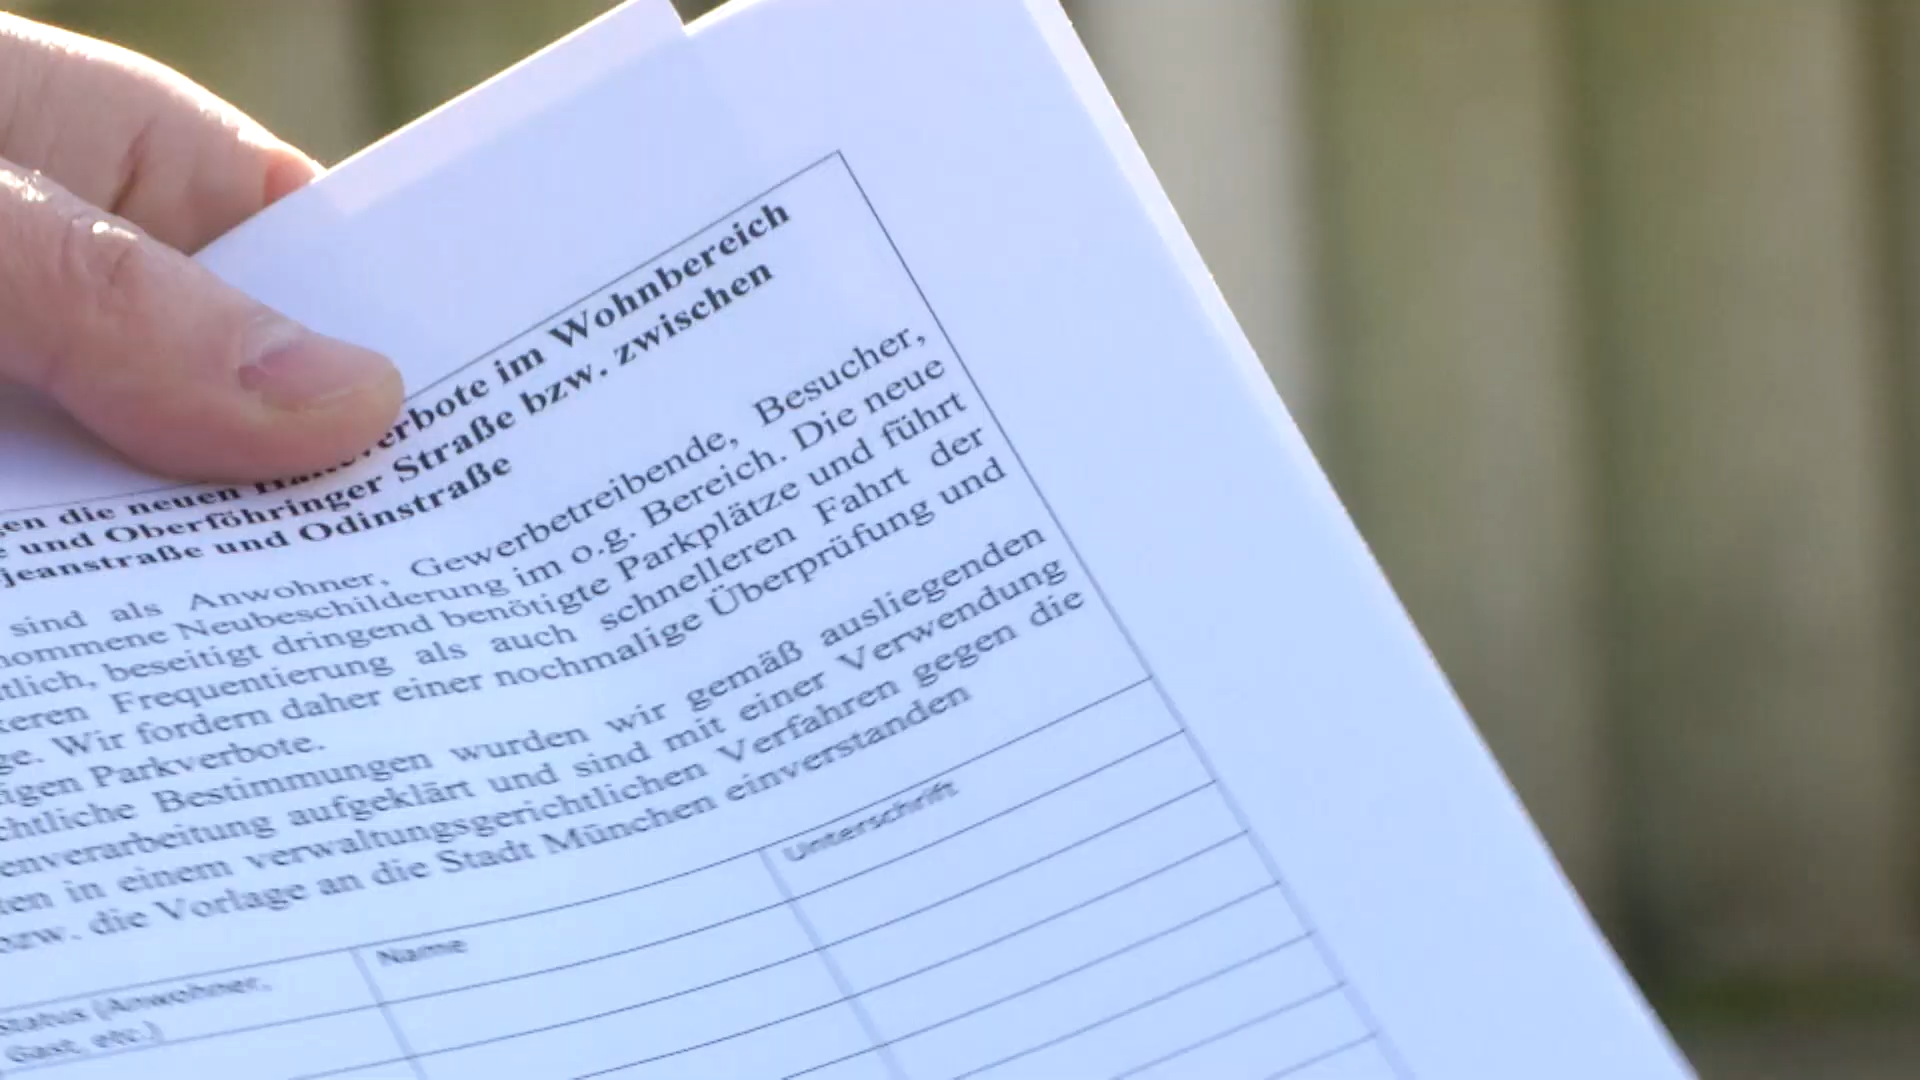 die neuen Halteverbote im Wohnbereich
und Oberföhringer Straße bzw. zwischen
jeanstraße und Odinstraße
sind als Anwohner, Gewerbetreibende, Besucher,
nommene Neubeschilderung im o.g. Bereich. Die neue
tlich, beseitigt dringend benötigte Parkplätze und führt
keren Frequentierung als auch schnelleren Fahrt der
ge. Wir fordern daher einer nochmalige Überprüfung und
igen Parkverbote.
chtliche Bestimmungen wurden wir gemäß ausliegenden
enverarbeitung aufgeklärt und sind mit einer Verwendung
ten in einem verwaltungsgerichtlichen Verfahren gegen die
bzw. die Vorlage an die Stadt München einverstanden
Status (Anwohner,
Gast, etc.)
Name
Unterschrift